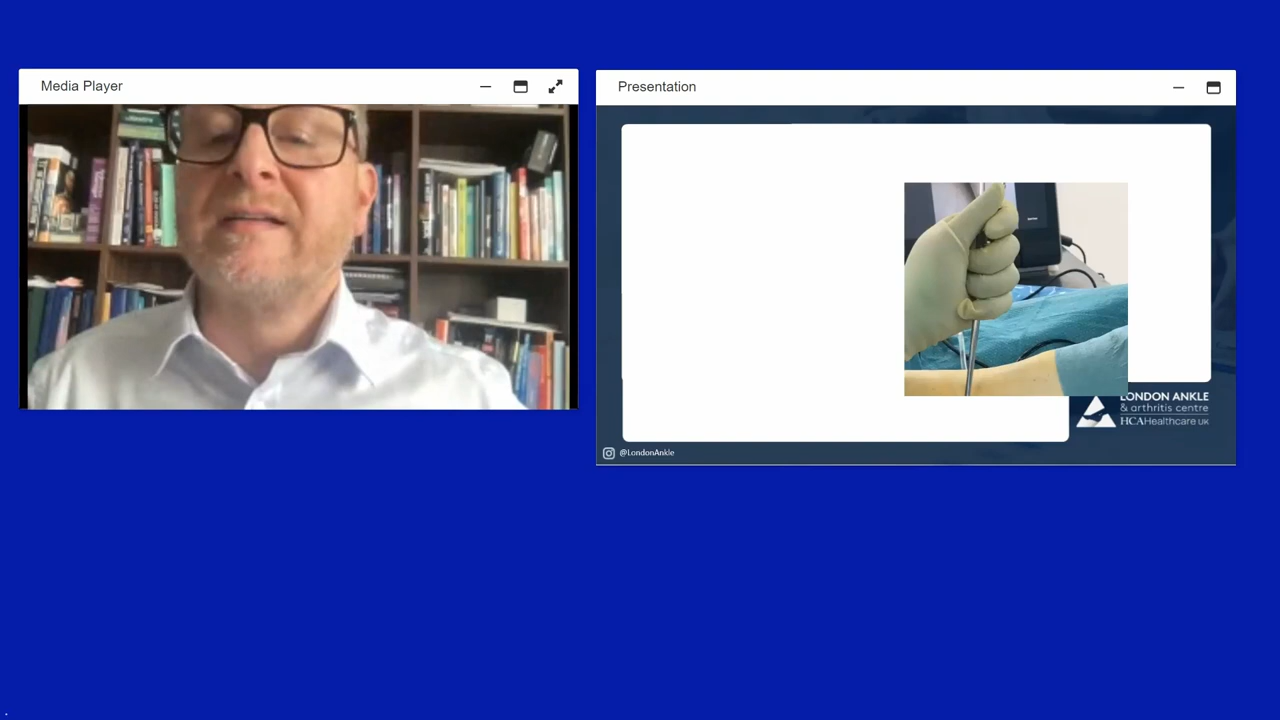 Media Player
Presentation
LONDON ANKLE
& arthritis centre
HCAHealthcare UK
@LondonAnkle